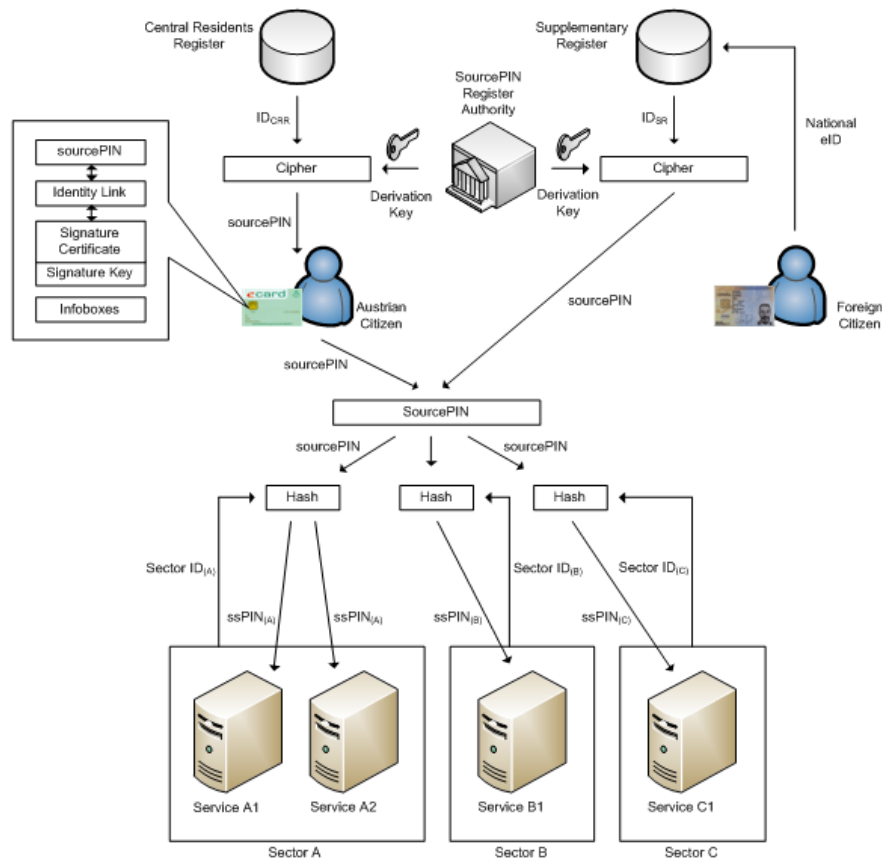 Central Residents
Register
Supplementary
Register
SourcePIN
Register
Authority
ID_CRR
ID_SR
National
eID
Cipher
Cipher
Derivation
Key
Derivation
Key
sourcePIN
Identity Link
Signature
Certificate
Signature Key
Infoboxes
sourcePIN
ecard
Austrian
Citizen
sourcePIN
Foreign
Citizen
sourcePIN
SourcePIN
sourcePIN
sourcePIN
Hash
Hash
Hash
Sector ID(A)
Sector ID(B)
Sector ID(C)
ssPIN(A)
ssPIN(A)
ssPIN(B)
ssPIN(C)
Service A1
Service A2
Service B1
Service C1
Sector A
Sector B
Sector C